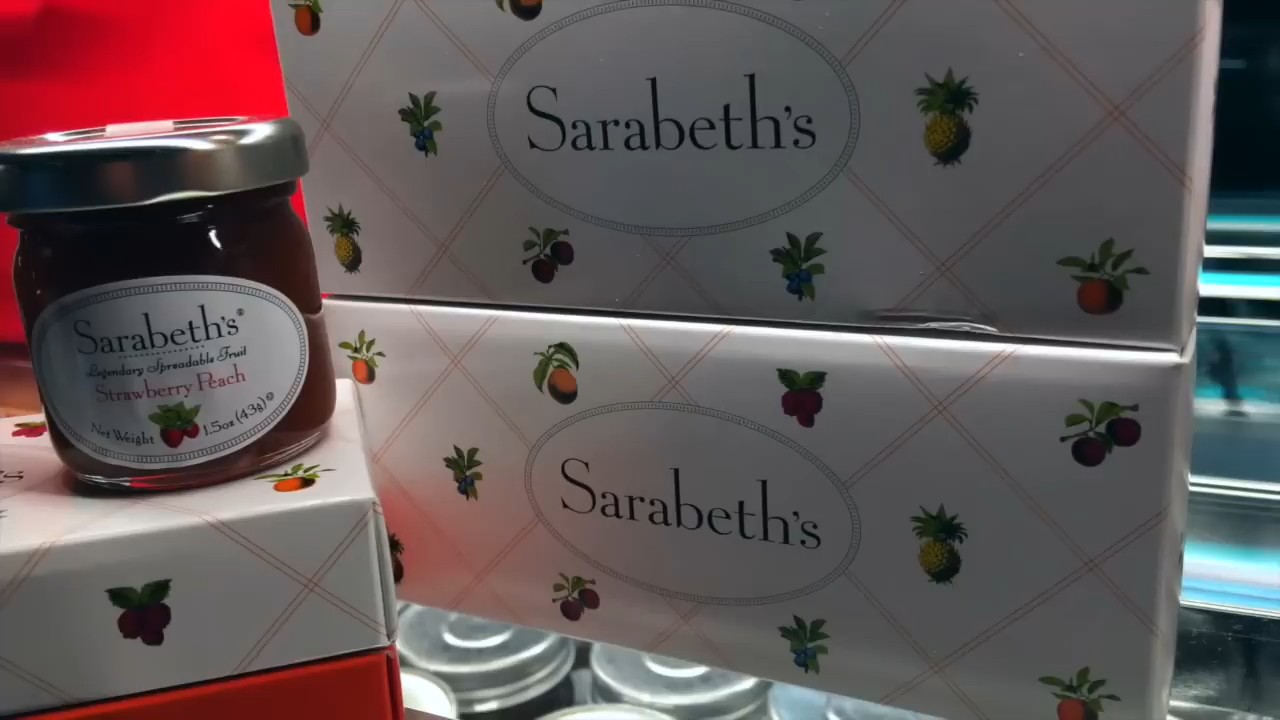 Sarabeth's
Sarabeth's
Sarabeth's®
Legendary Spreadable Fruit
Strawberry Peach
Net Weight 1.5oz (43g)